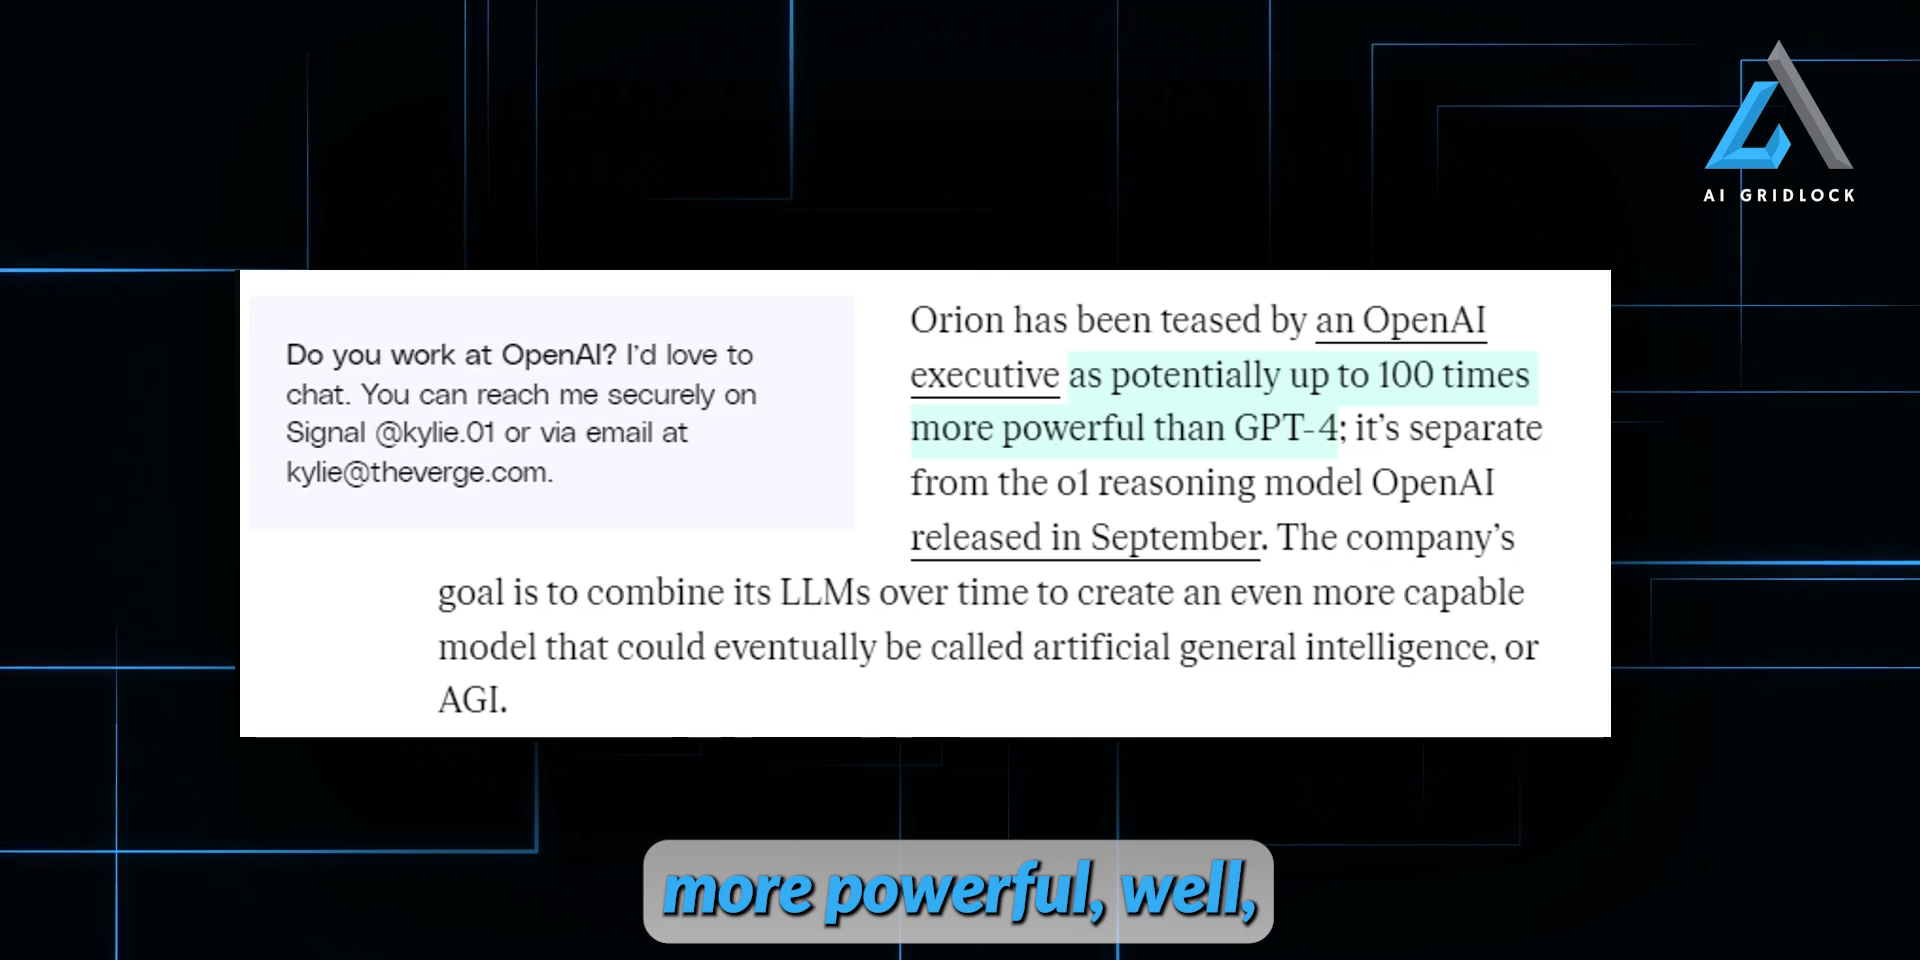 AI GRIDLOCK
Do you work at OpenAI? I'd love to
chat. You can reach me securely on
Signal @kylie.01 or via email at
kylie@theverge.com.
Orion has been teased by an OpenAI
executive as potentially up to 100 times
more powerful than GPT-4; it's separate
from the o1 reasoning model OpenAI
released in September. The company's
goal is to combine its LLMs over time to create an even more capable
model that could eventually be called artificial general intelligence, or
AGI.
more powerful, well,